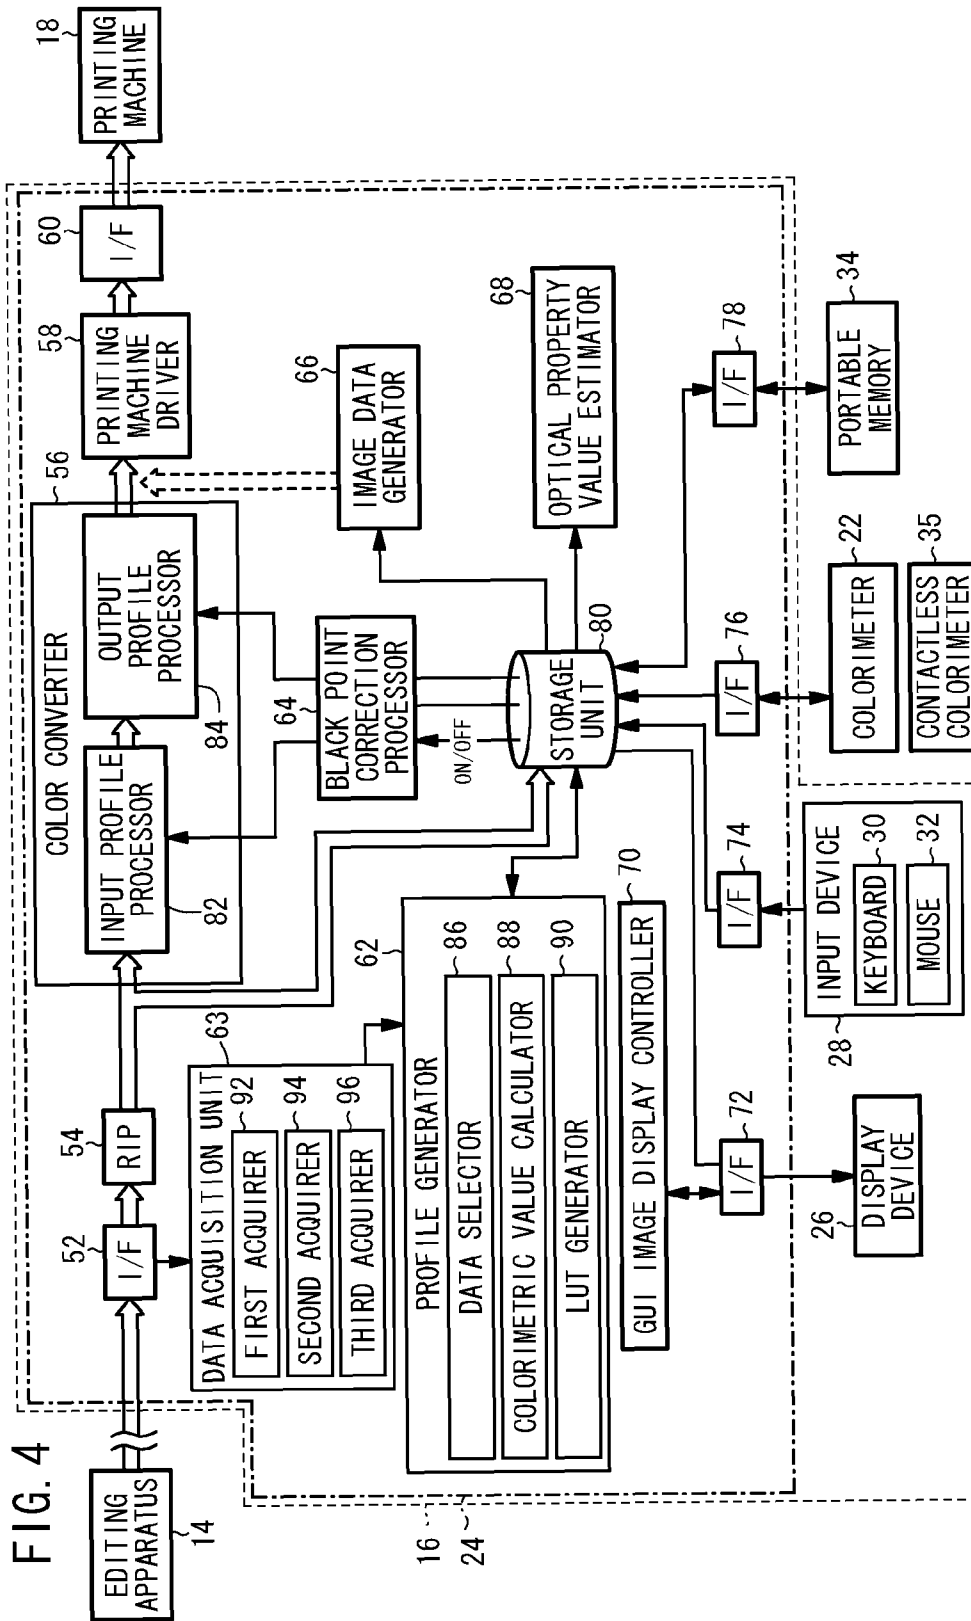 FIG. 4
18
PRINTING
MACHINE
60
I/F
58
PRINTING
MACHINE
DRIVER
56
COLOR CONVERTER
OUTPUT
PROFILE
PROCESSOR
84
INPUT PROFILE
PROCESSOR
82
54
RIP
52
I/F
EDITING
APPARATUS
14
66
IMAGE DATA
GENERATOR
64
BLACK POINT
CORRECTION
PROCESSOR
ON/OFF
63
DATA ACQUISITION UNIT
92
FIRST ACQUIRER
94
SECOND ACQUIRER
96
THIRD ACQUIRER
68
OPTICAL PROPERTY
VALUE ESTIMATOR
80
STORAGE
UNIT
62
PROFILE GENERATOR
86
DATA SELECTOR
88
COLORIMETRIC VALUE CALCULATOR
90
LUT GENERATOR
70
GUI IMAGE DISPLAY CONTROLLER
78
I/F
76
I/F
74
I/F
72
I/F
16
24
34
PORTABLE
MEMORY
22
COLORIMETER
35
CONTACTLESS
COLORIMETER
INPUT DEVICE
30
KEYBOARD
32
MOUSE
28
DISPLAY
DEVICE
26